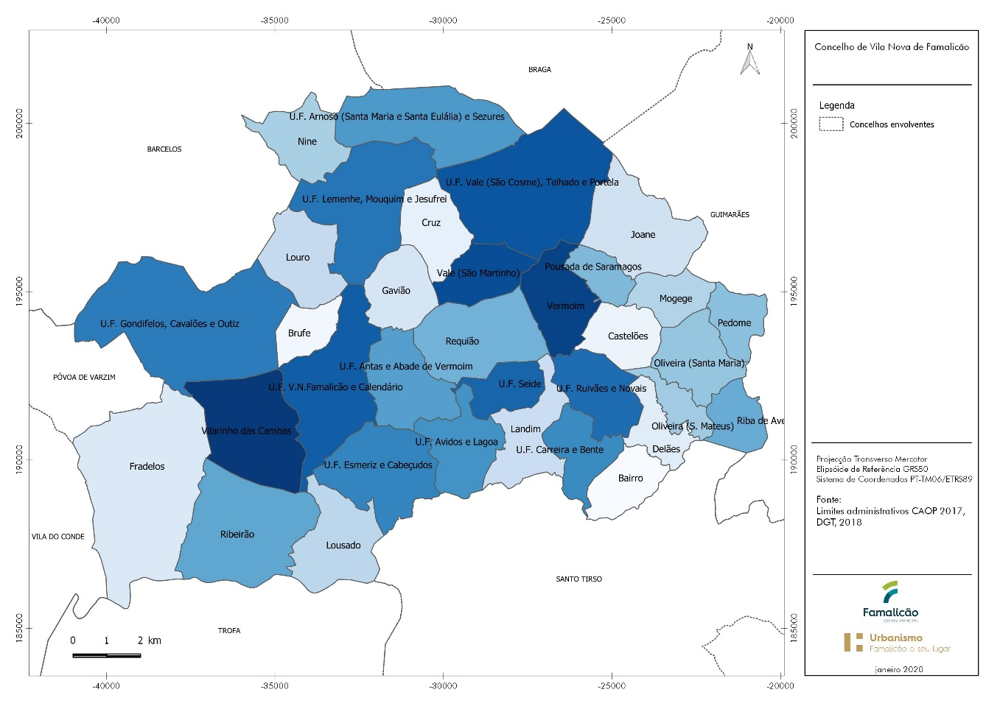 -40000 -35000 -30000 -25000 -20000
Concelho de Vila Nova de Famalicão
N
BRAGA
Legenda
Concelhos envolventes
200000
200000
U.F. Arnoso (Santa Maria e Santa Eulália) e Sezures
Nine
BARCELOS
U.F. Vale (São Cosme), Telhado e Portela
U.F. Lemenhe, Mouquim e Jesufrei
GUIMARÃES
Cruz
Joane
Louro
Pousada de Saramagos
Vale (São Martinho)
195000
195000
Gavião
Mogege
Vermoim
U.F. Gondifelos, Cavalões e Outiz
Pedome
Brufe
Castelões
Requião
Oliveira (Santa Maria)
U.F. Antas e Abade de Vermoim
PÓVOA DE VARZIM
U.F. Seide
U.F. V.N.Famalicão e Calendário
U.F. Ruivães e Novais
Riba de Ave
Oliveira (S. Mateus)
Landim
Vilarinho das Cambas
U.F. Avidos e Lagoa
U.F. Carreira e Bente
Delães
190000
190000
Fradelos
U.F. Esmeriz e Cabeçudos
Bairro
Projecção Transversa Mercator
Elipsóide de Referência GRS80
Sistema de Coordenadas PT-TM06/ETRS89
Fonte:
Limites administrativos CAOP 2017,
DGT, 2018
Ribeirão
VILA DO CONDE
Lousado
SANTO TIRSO
Famalicão
CÂMARA MUNICIPAL
185000
185000
TROFA
0 1 2 km
Urbanismo
Famalicão o seu lugar
janeiro 2020
-40000 -35000 -30000 -25000 -20000